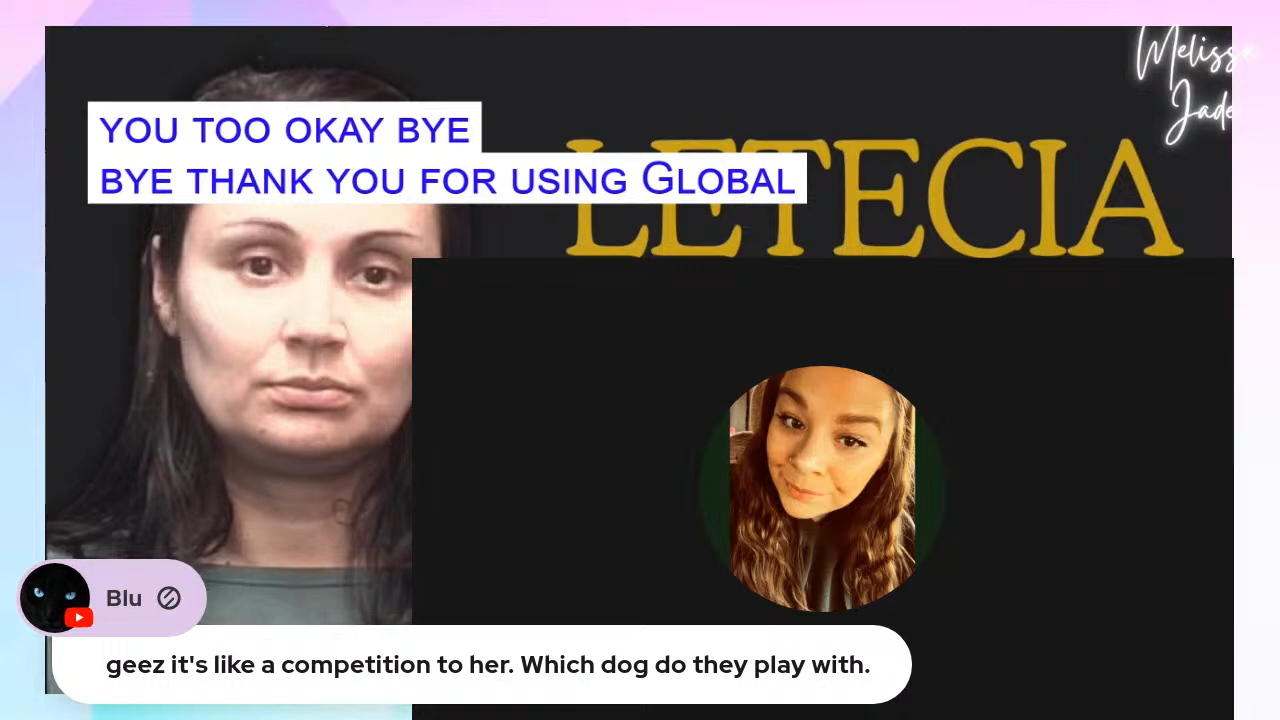 Melissa
Jade
YOU TOO OKAY BYE
BYE THANK YOU FOR USING GLOBAL
LETECIA
Blu
geez it's like a competition to her. Which dog do they play with.